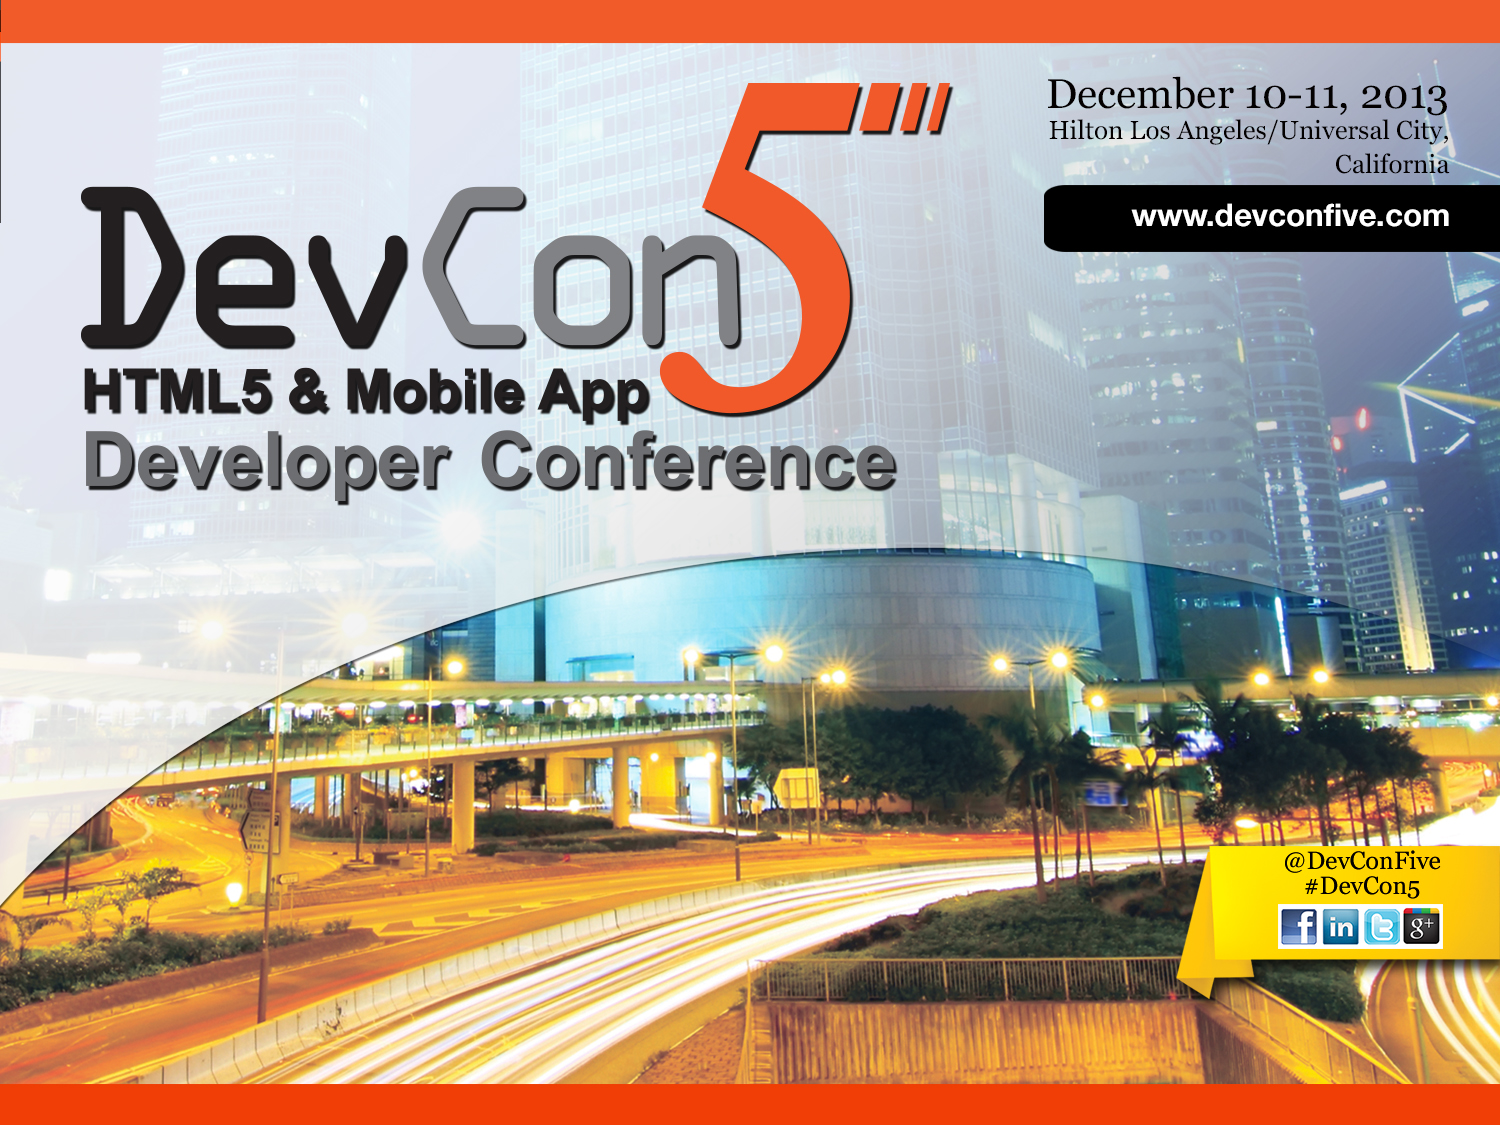 DevCon5
HTML5 & Mobile App
Developer Conference
December 10-11, 2013
Hilton Los Angeles/Universal City,
California
www.devconfive.com
@DevConFive
#DevCon5
f in t g+